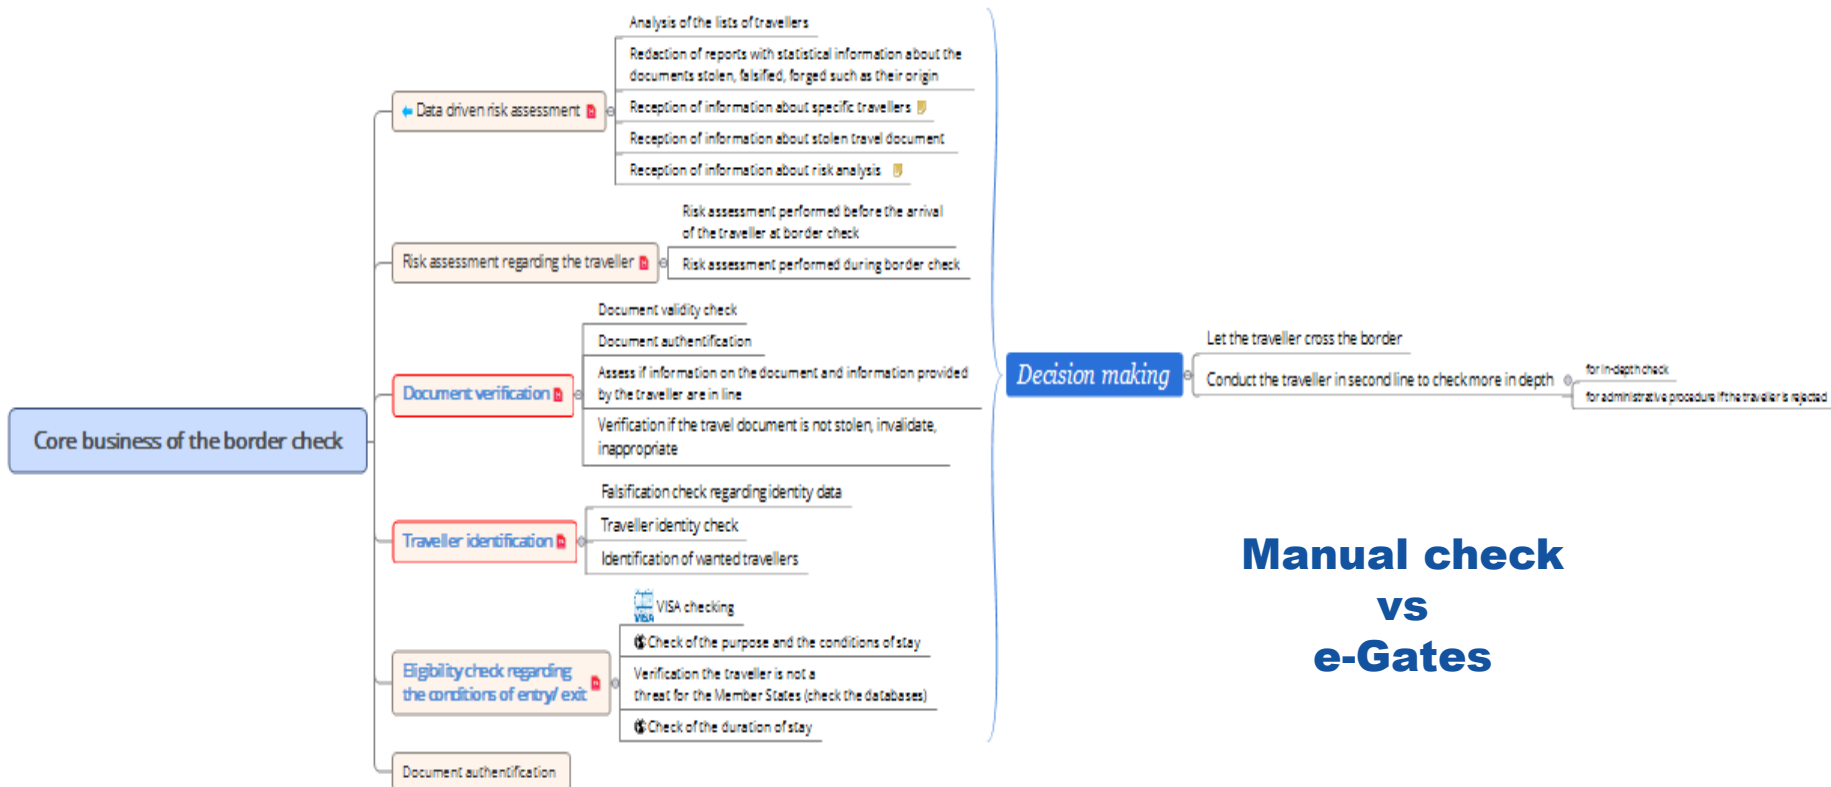 Core business of the border check
Data driven risk assessment
Analysis of the lists of travellers
Redaction of reports with statistical information about the
documents stolen, falsified, forged such as their origin
Reception of information about specific travellers
Reception of information about stolen travel document
Reception of information about risk analysis
Risk assessment regarding the traveller
Risk assessment performed before the arrival
of the traveller at border check
Risk assessment performed during border check
Document verification
Document validity check
Document authentification
Assess if information on the document and information provided
by the traveller are in line
Verification if the travel document is not stolen, invalidate,
inappropriate
Traveller identification
Falsification check regarding identity data
Traveller identity check
Identification of wanted travellers
Eligibility check regarding
the conditions of entry/ exit
VISA
VISA checking
Check of the purpose and the conditions of stay
Verification the traveller is not a
threat for the Member States (check the databases)
Check of the duration of stay
Document authentification
Decision making
Let the traveller cross the border
Conduct the traveller in second line to check more in depth
for in-depth check
for administrative procedure if the traveler is rejected
Manual check
vs
e-Gates